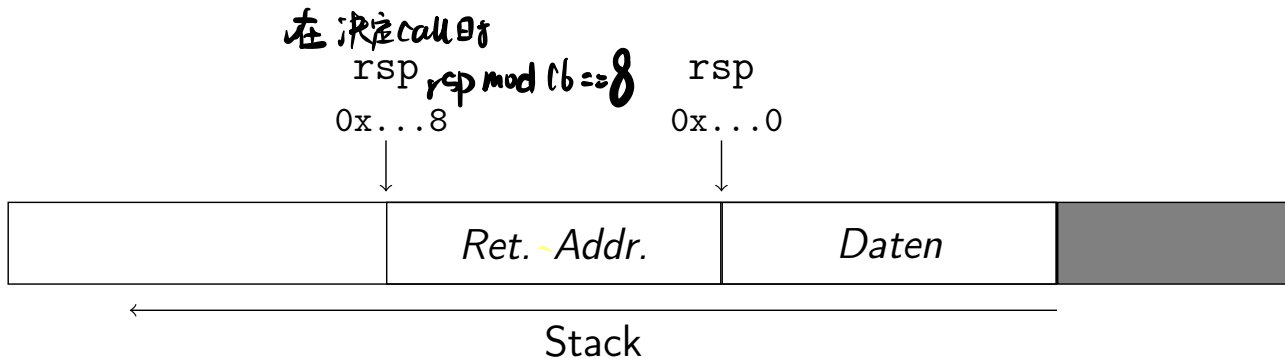 在决定call时
rsp rsp mod 16==8 rsp
0x...8 0x...0
Ret. Addr. Daten
Stack